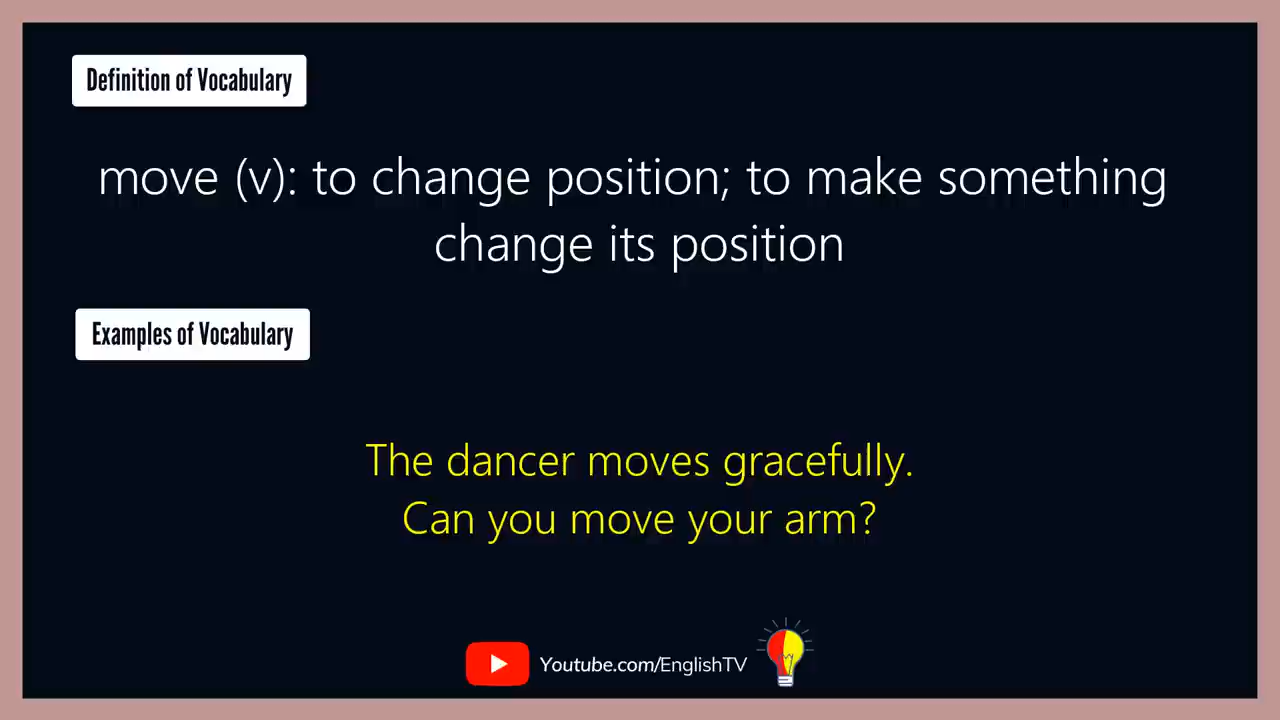 Definition of Vocabulary
move (v): to change position; to make something
change its position
Examples of Vocabulary
The dancer moves gracefully.
Can you move your arm?
Youtube.com/EnglishTV